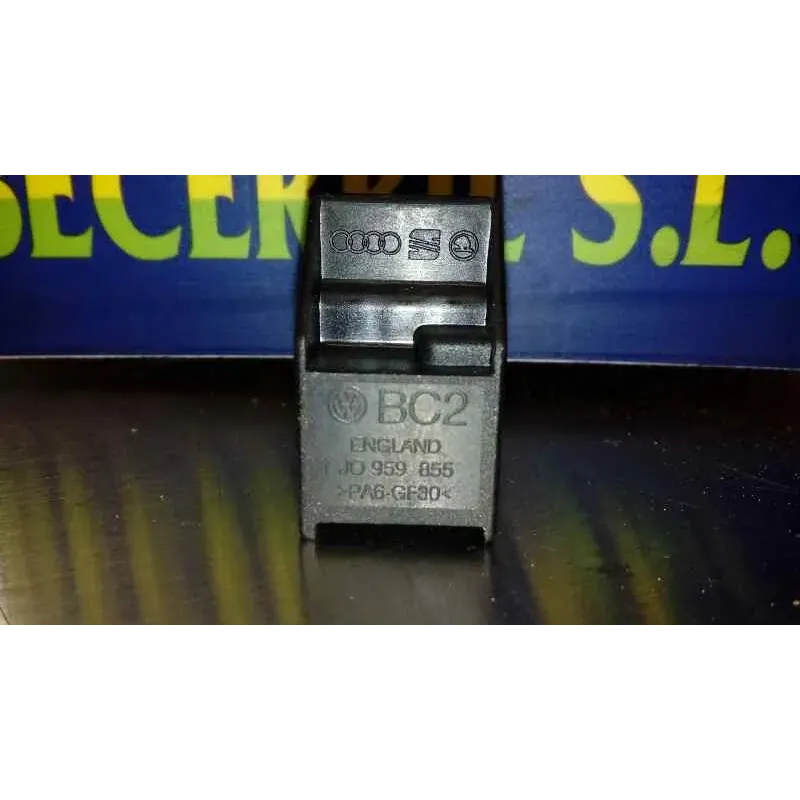 S.L.
BC2
ENGLAND
1J0 959 855
>PA6-GF30<